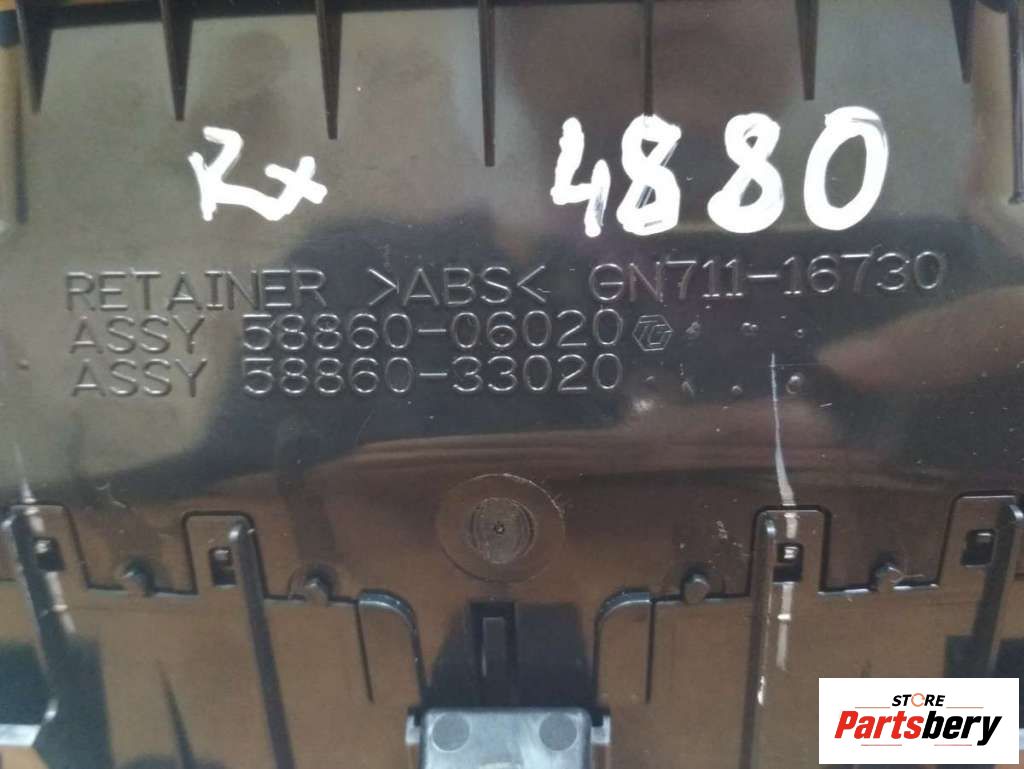 Rx 4880
RETAINER >ABS< GN711-16730
ASSY 58860-06020
ASSY 58860-33020
STORE
Partsbery